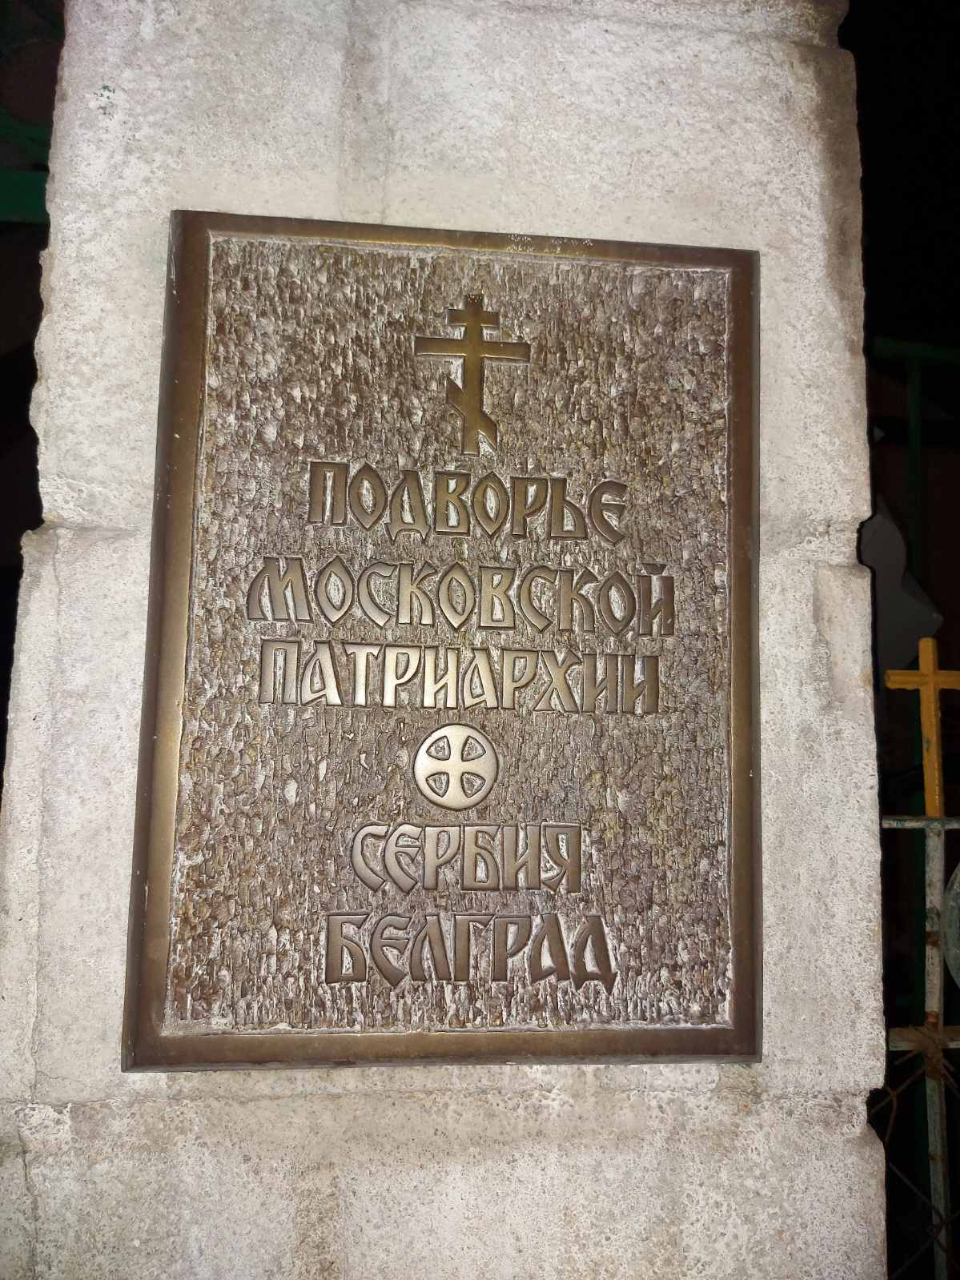 ПОДВОРЬЕ
МОСКОВСКОЙ
ПАТРИАРХИИ
СЕРБИЯ
БЕЛГРАД